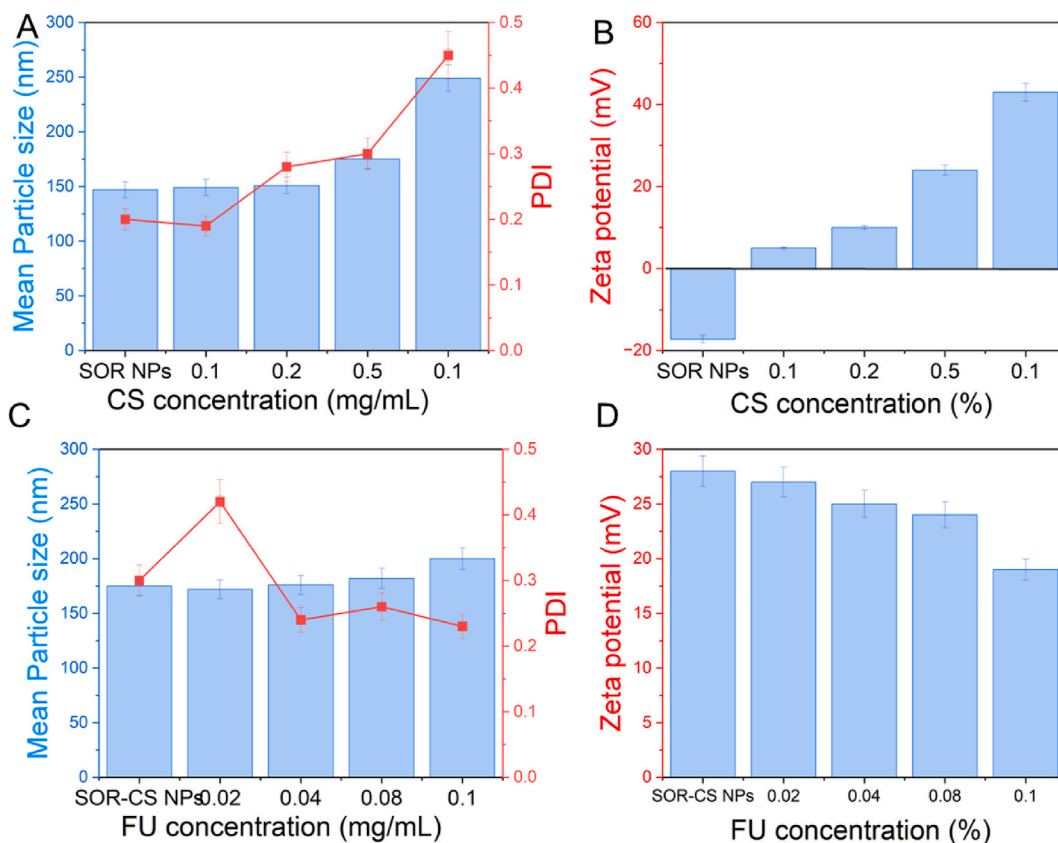 A
Mean Particle size (nm)
300
250
200
150
100
75
50
0
0.5
0.4
0.3
0.2
0.1
0.0
PDI
SOR NPs 0.1 0.2 0.5 0.1
CS concentration (mg/mL)
B
Zeta potential (mV)
60
40
20
0
−20
SOR NPs 0.1 0.2 0.5 0.1
CS concentration (%)
C
Mean Particle size (nm)
300
250
200
150
100
75
50
0
0.5
0.4
0.3
0.2
0.1
0.0
PDI
SOR-CS NPs 0.02 0.04 0.08 0.1
FU concentration (mg/mL)
D
Zeta potential (mV)
30
25
20
15
10
5
0
SOR-CS NPs 0.02 0.04 0.08 0.1
FU concentration (%)